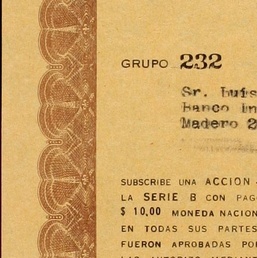 GRUPO 232
Sr. Luis
Banco In
Madero 2
SUBSCRIBE UNA ACCION
LA SERIE B CON PAG
$ 10,00 MONEDA NACION
EN TODAS SUS PARTES
FUERON APROBADAS POR